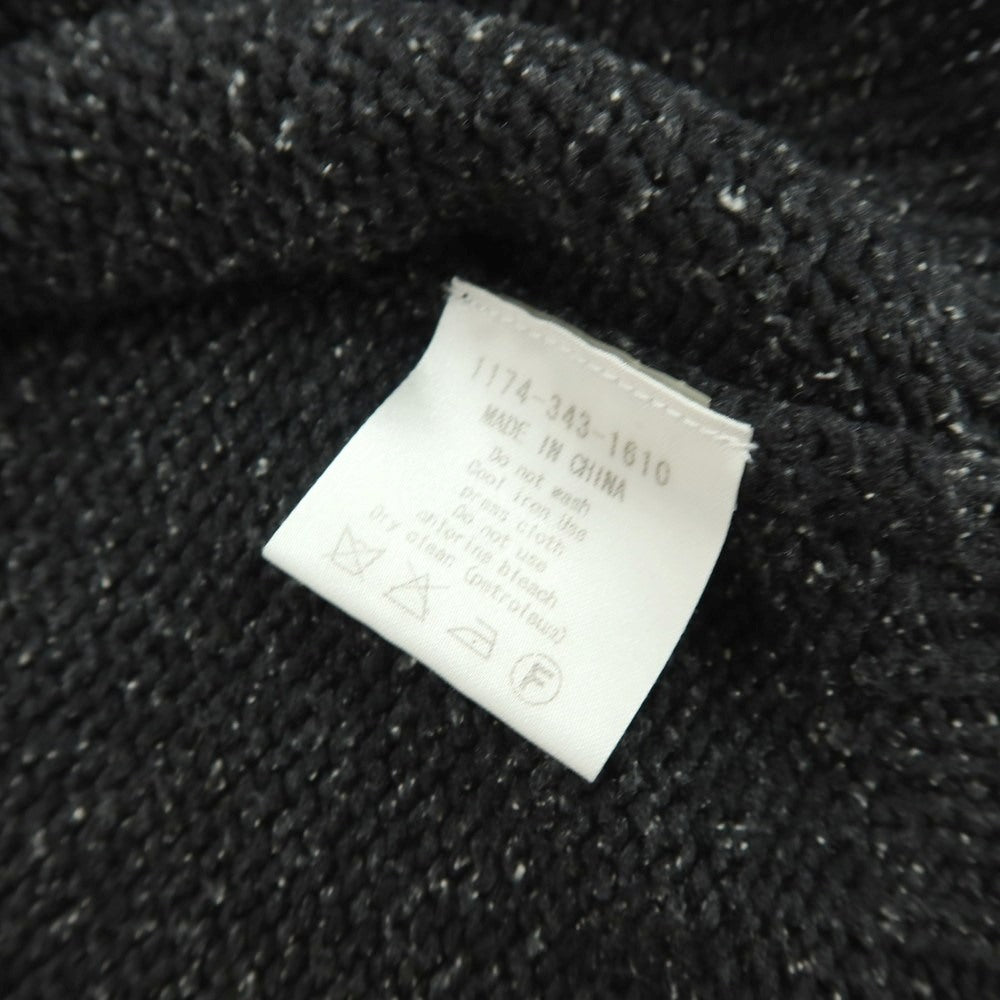 1174-343-1610
MADE IN CHINA
Do not wash
Cool iron Use
press cloth
Do not use
chlorine bleach
Dry clean (petroleum)
F